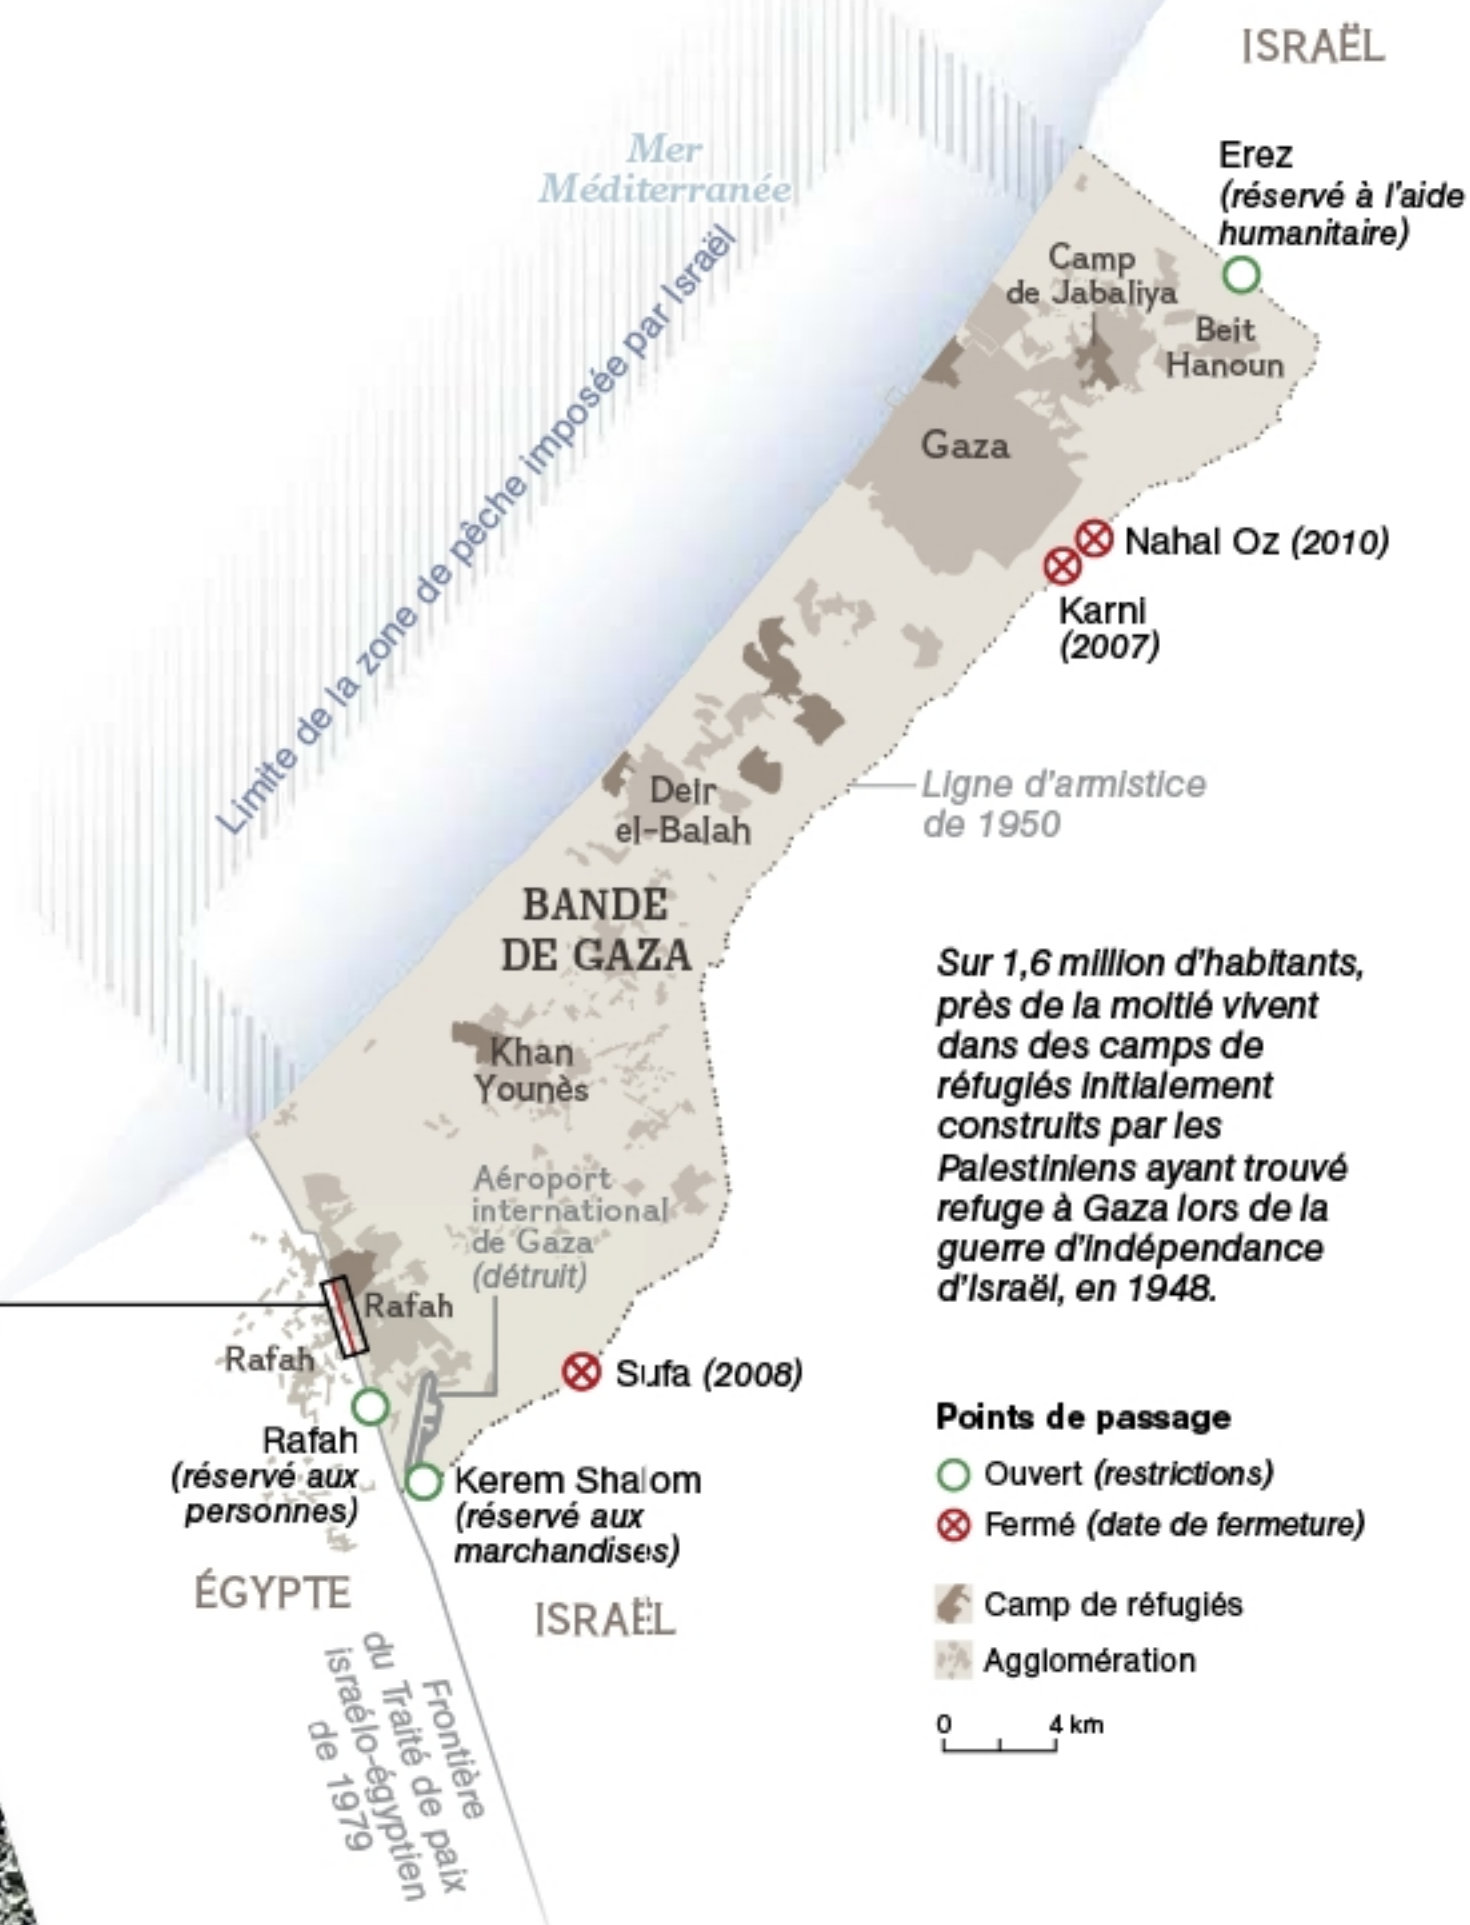 ISRAËL
Mer
Méditerranée
Erez
(réservé à l'aide
humanitaire)
Camp
de Jabaliya
Beit
Hanoun
Limite de la zone de pêche imposée par Israël
Gaza
Nahal Oz (2010)
Karni
(2007)
Deir
el-Balah
Ligne d'armistice
de 1950
BANDE
DE GAZA
Sur 1,6 million d'habitants,
près de la moitié vivent
dans des camps de
réfugiés initialement
construits par les
Palestiniens ayant trouvé
refuge à Gaza lors de la
guerre d'indépendance
d'Israël, en 1948.
Khan
Younès
Aéroport
international
de Gaza
(détruit)
Rafah
Rafah
Sufa (2008)
Rafah
(réservé aux
personnes)
Kerem Shalom
(réservé aux
marchandises)
ÉGYPTE
ISRAËL
Frontière
du Traité de paix
israélo-égyptien
de 1979
Points de passage
Ouvert (restrictions)
Fermé (date de fermeture)
Camp de réfugiés
Agglomération
0 4 km